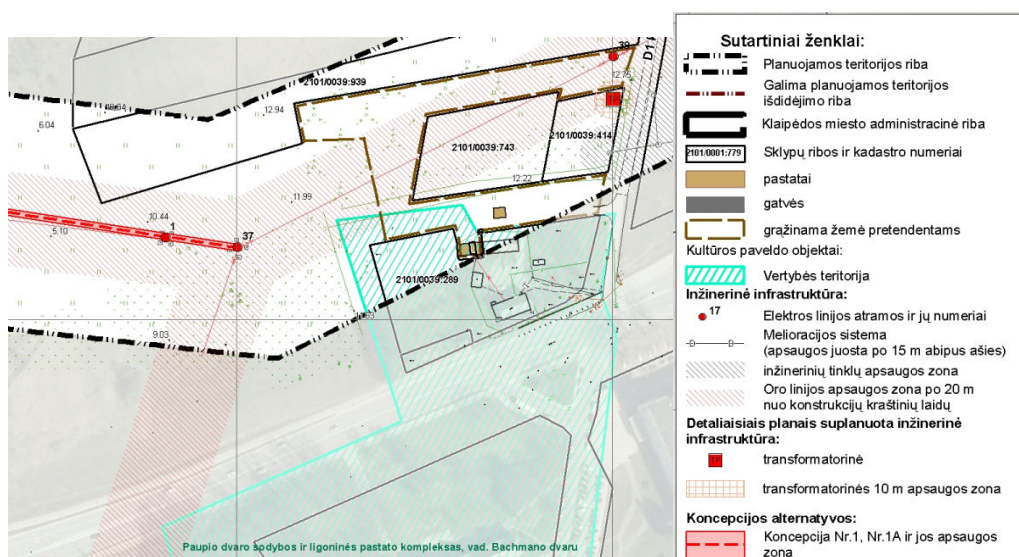 39
D1
12.75
2101/0039:939
12.94
6.04
2101/0039:414
2101/0039:743
12.22
11.99
10.44
1
37
5.10
2101/0039:289
9.03
Paupio dvaro sodybos ir ligoninės pastato kompleksas, vad. Bachmano dvaru
Sutartiniai ženklai:
Planuojamos teritorijos riba
Galima planuojamos teritorijos
išdidėjimo riba
Klaipėdos miesto administracinė riba
2101/0001:779
Sklypų ribos ir kadastro numeriai
pastatai
gatvės
grąžinama žemė pretendentams
Kultūros paveldo objektai:
Vertybės teritorija
Inžinerinė infrastruktūra:
17
Elektros linijos atramos ir jų numeriai
Melioracijos sistema
(apsaugos juosta po 15 m abipus ašies)
inžinerinių tinklų apsaugos zona
Oro linijos apsaugos zona po 20 m
nuo konstrukcijų kraštinių laidų
Detaliaisiais planais suplanuota inžinerinė
infrastruktūra:
transformatorinė
transformatorinės 10 m apsaugos zona
Koncepcijos alternatyvos:
Koncepcija Nr.1, Nr.1A ir jos apsaugos
zona